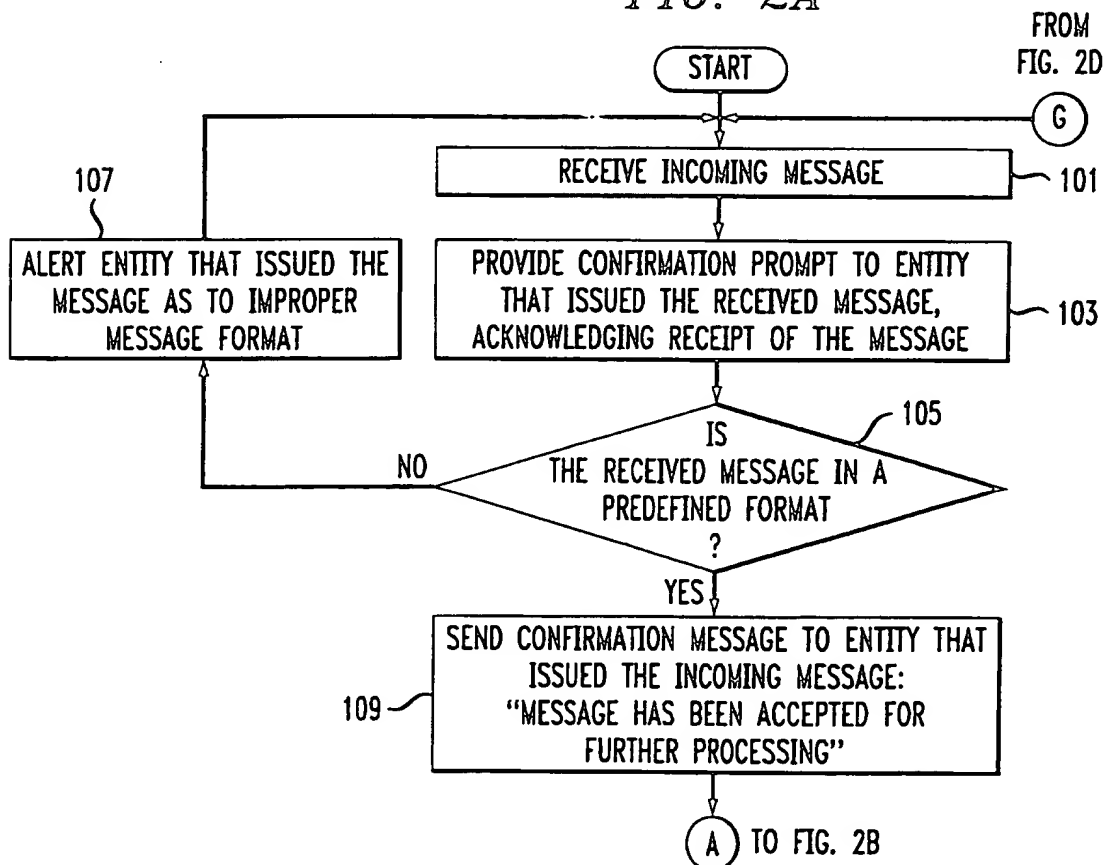 FIG. 2A
FROM
FIG. 2D
START
G
RECEIVE INCOMING MESSAGE
101
107
ALERT ENTITY THAT ISSUED THE
MESSAGE AS TO IMPROPER
MESSAGE FORMAT
PROVIDE CONFIRMATION PROMPT TO ENTITY
THAT ISSUED THE RECEIVED MESSAGE,
ACKNOWLEDGING RECEIPT OF THE MESSAGE
103
105
IS
THE RECEIVED MESSAGE IN A
PREDEFINED FORMAT
?
NO
YES
SEND CONFIRMATION MESSAGE TO ENTITY THAT
ISSUED THE INCOMING MESSAGE:
“MESSAGE HAS BEEN ACCEPTED FOR
FURTHER PROCESSING”
109
A TO FIG. 2B